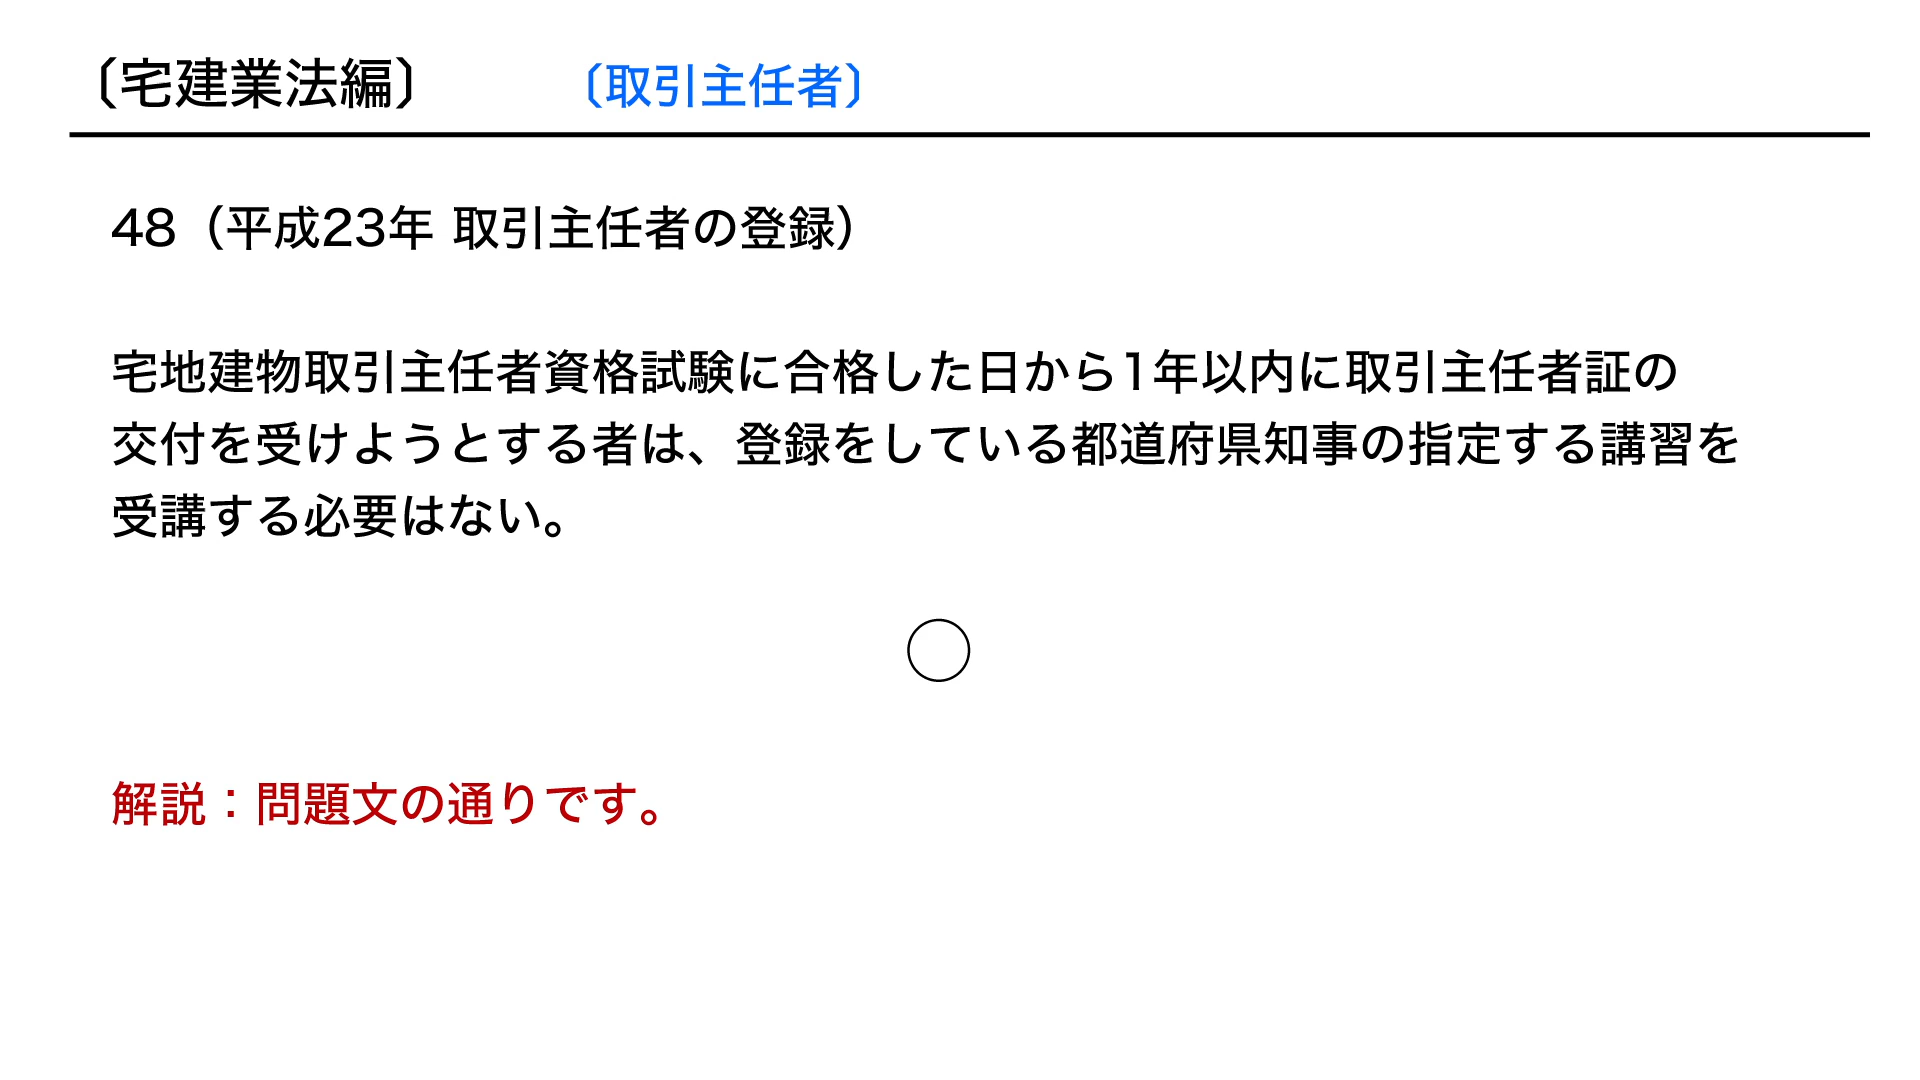 〔宅建業法編〕 〔取引主任者〕
48（平成23年 取引主任者の登録）
宅地建物取引主任者資格試験に合格した日から1年以内に取引主任者証の
交付を受けようとする者は、登録をしている都道府県知事の指定する講習を
受講する必要はない。
◯
解説：問題文の通りです。